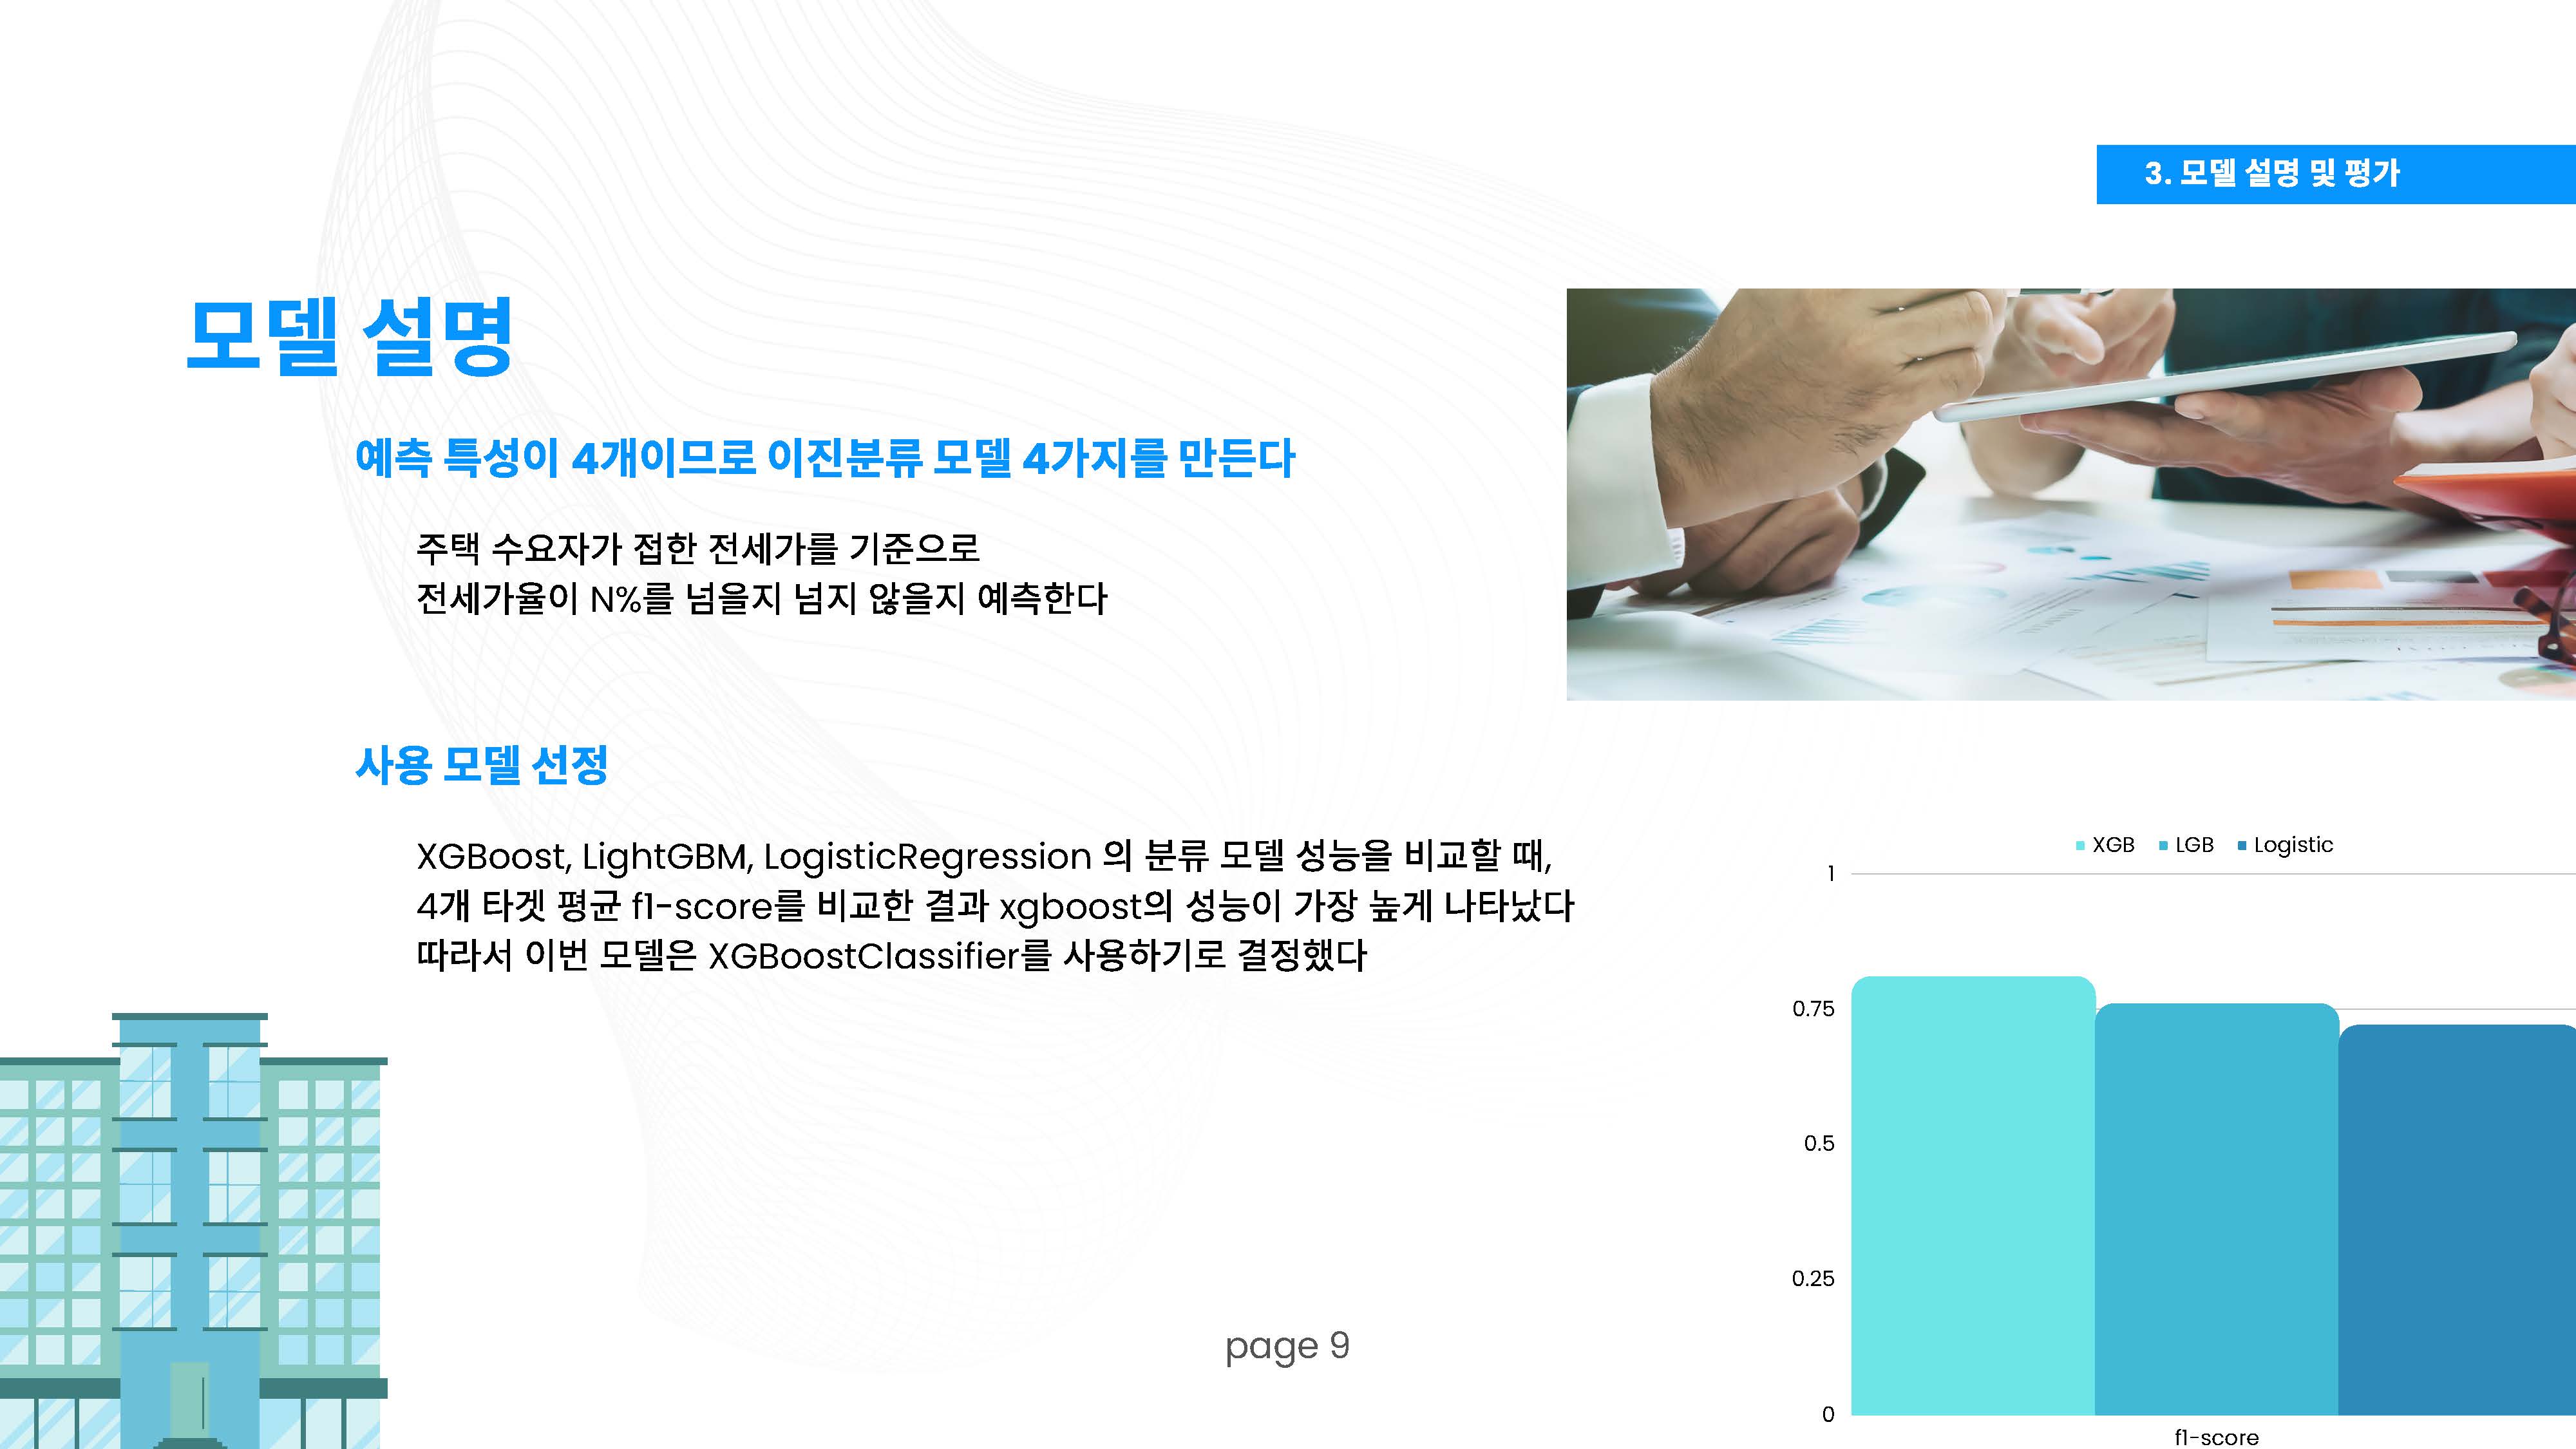 3. 모델 설명 및 평가
모델 설명
예측 특성이 4개이므로 이진분류 모델 4가지를 만든다
주택 수요자가 접한 전세가를 기준으로
전세가율이 N%를 넘을지 넘지 않을지 예측한다
사용 모델 선정
XGBoost, LightGBM, LogisticRegression 의 분류 모델 성능을 비교할 때,
4개 타겟 평균 f1-score를 비교한 결과 xgboost의 성능이 가장 높게 나타났다
따라서 이번 모델은 XGBoostClassifier를 사용하기로 결정했다
XGB LGB Logistic
1
0.75
0.5
0.25
0
f1-score
page 9